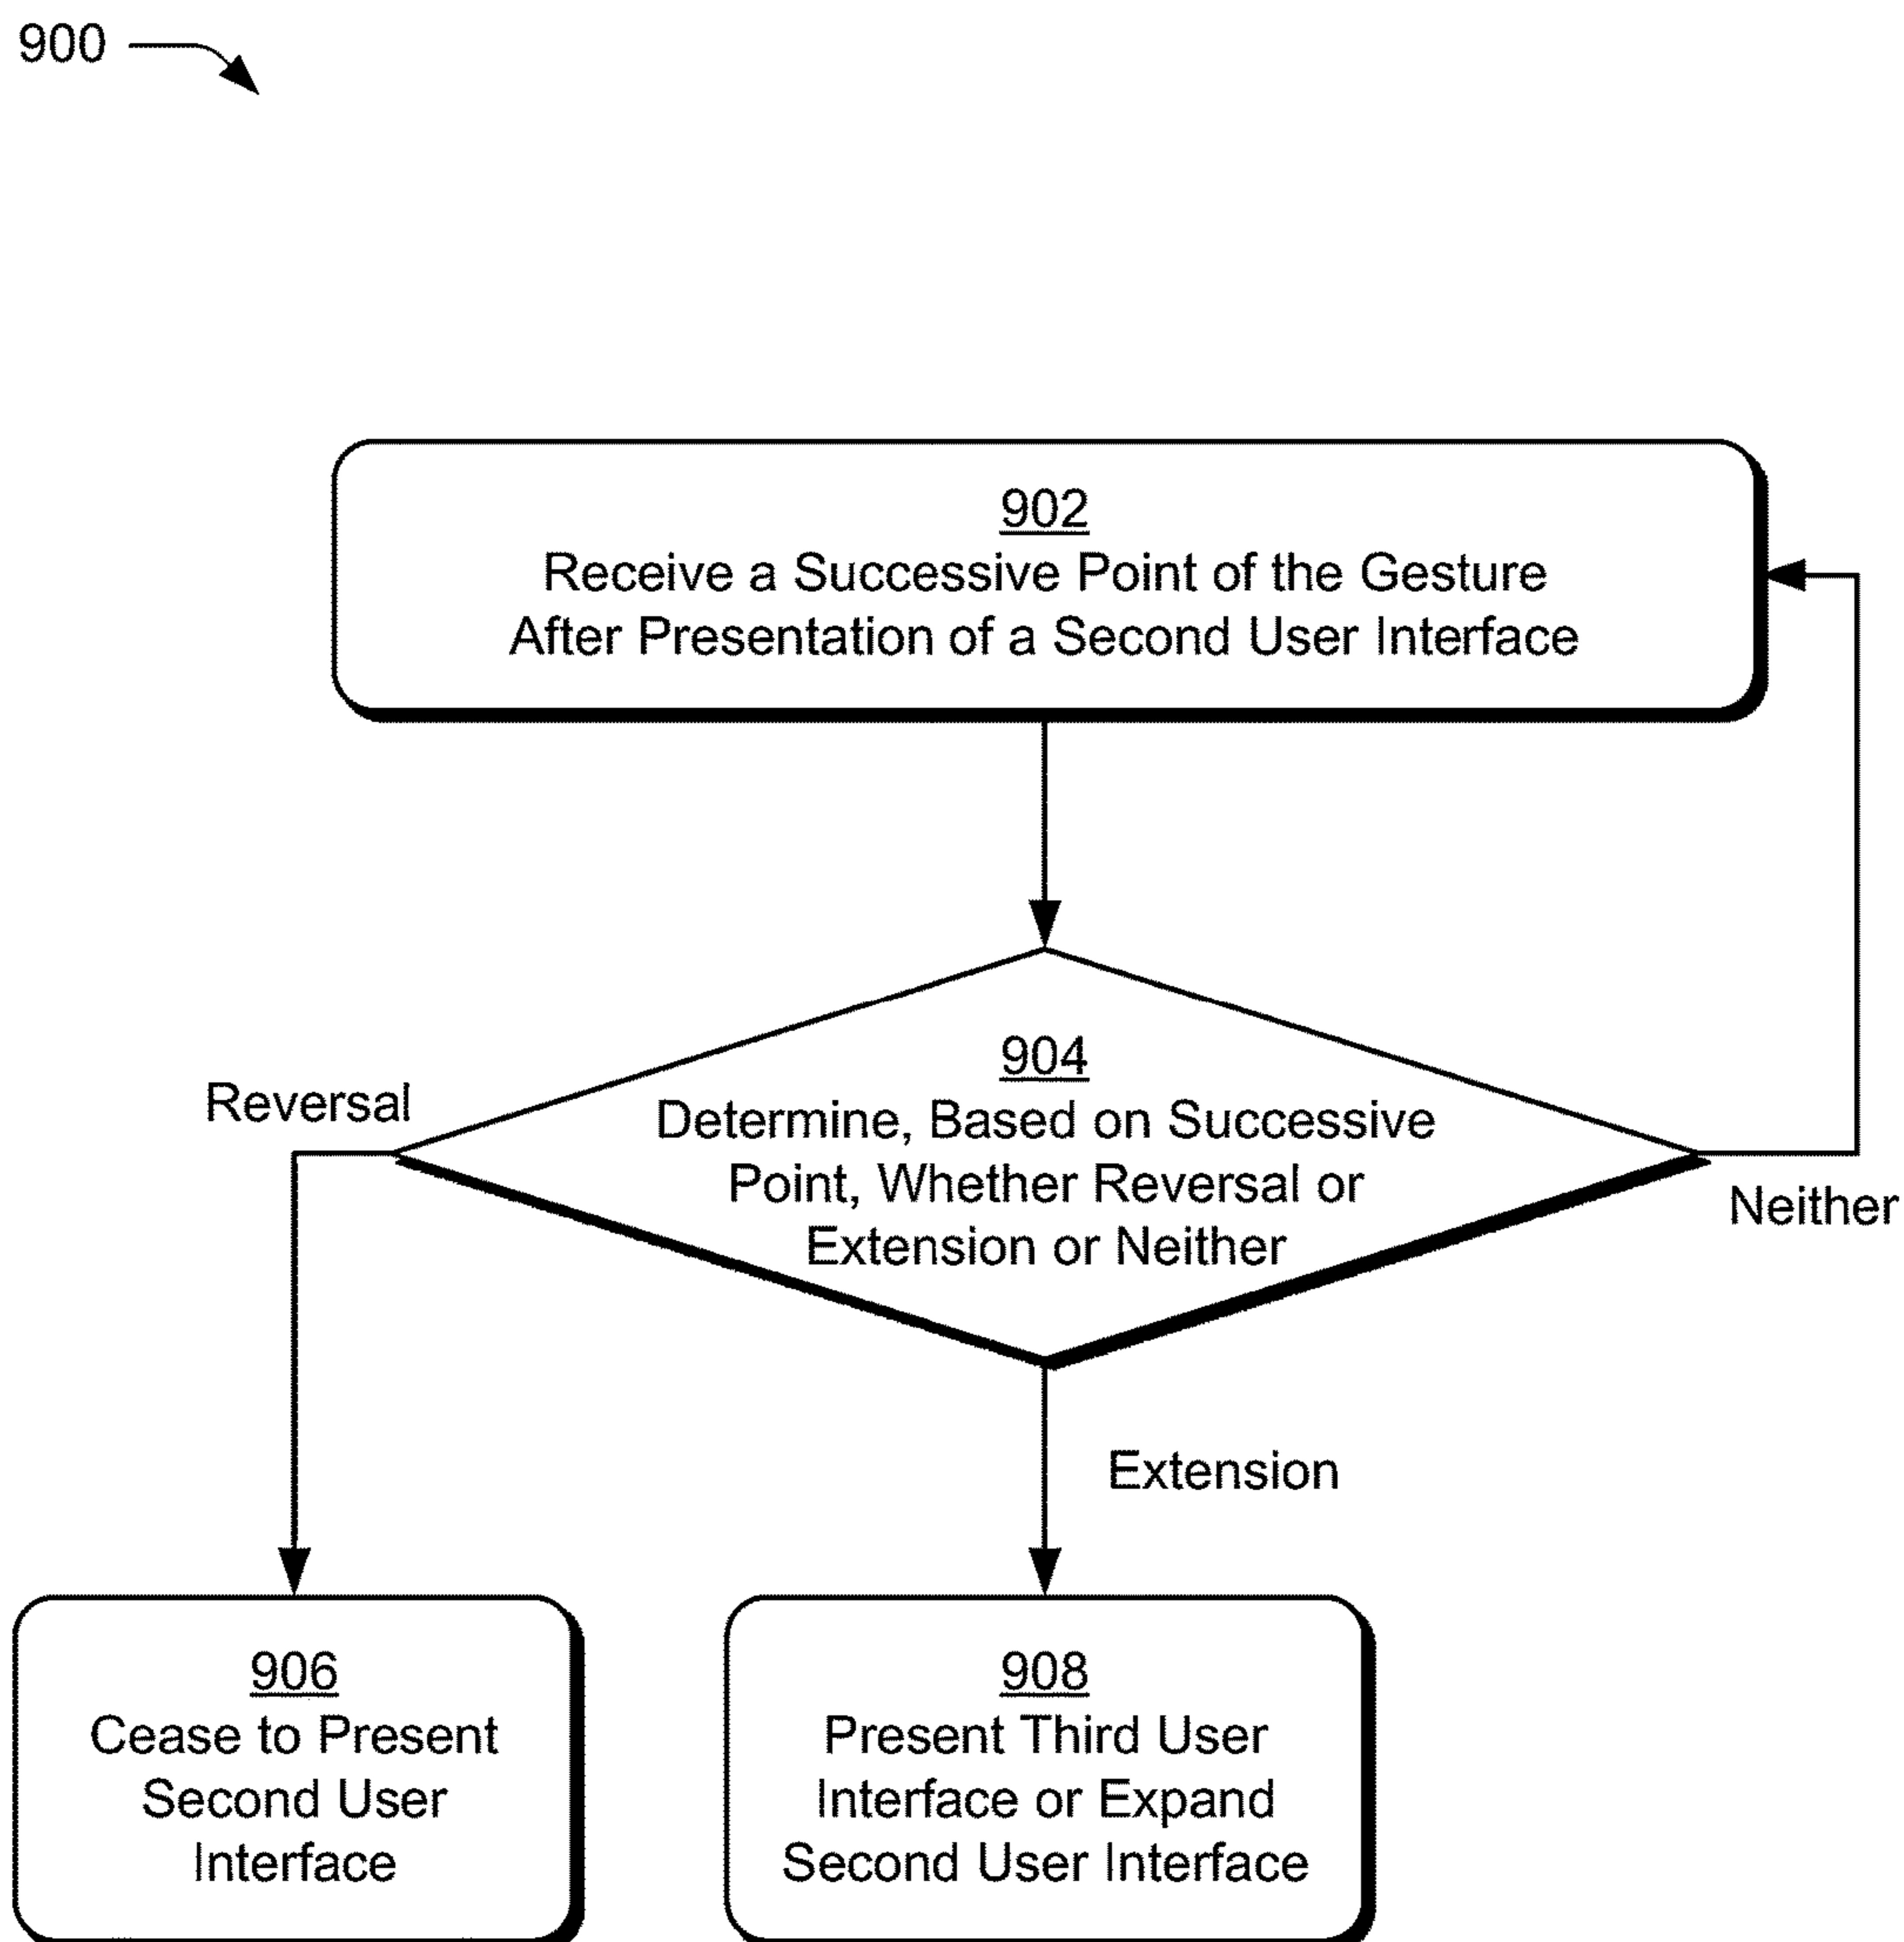 900
902
Receive a Successive Point of the Gesture
After Presentation of a Second User Interface
904
Determine, Based on Successive
Point, Whether Reversal or
Extension or Neither
Reversal
Neither
Extension
906
Cease to Present
Second User
Interface
908
Present Third User
Interface or Expand
Second User Interface